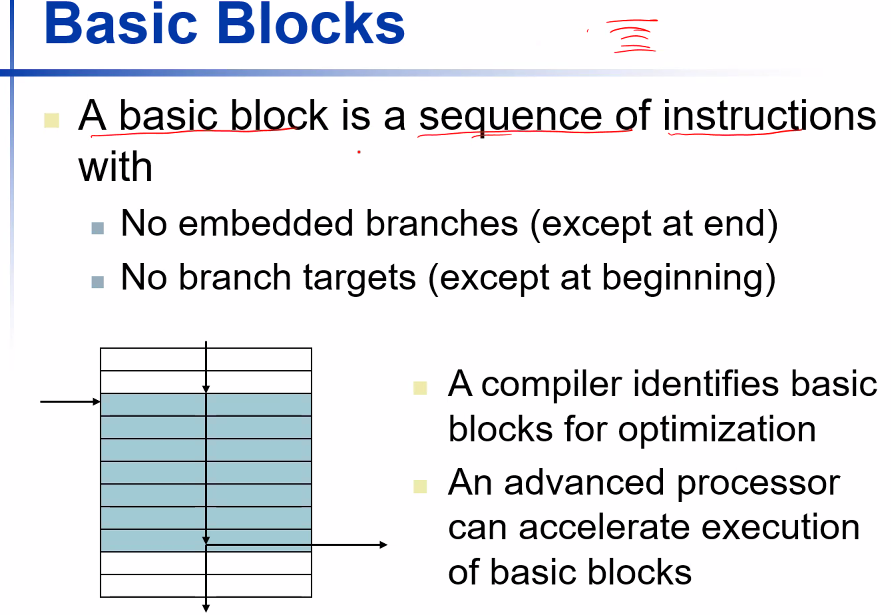 Basic Blocks
A basic block is a sequence of instructions
with
No embedded branches (except at end)
No branch targets (except at beginning)
A compiler identifies basic
blocks for optimization
An advanced processor
can accelerate execution
of basic blocks